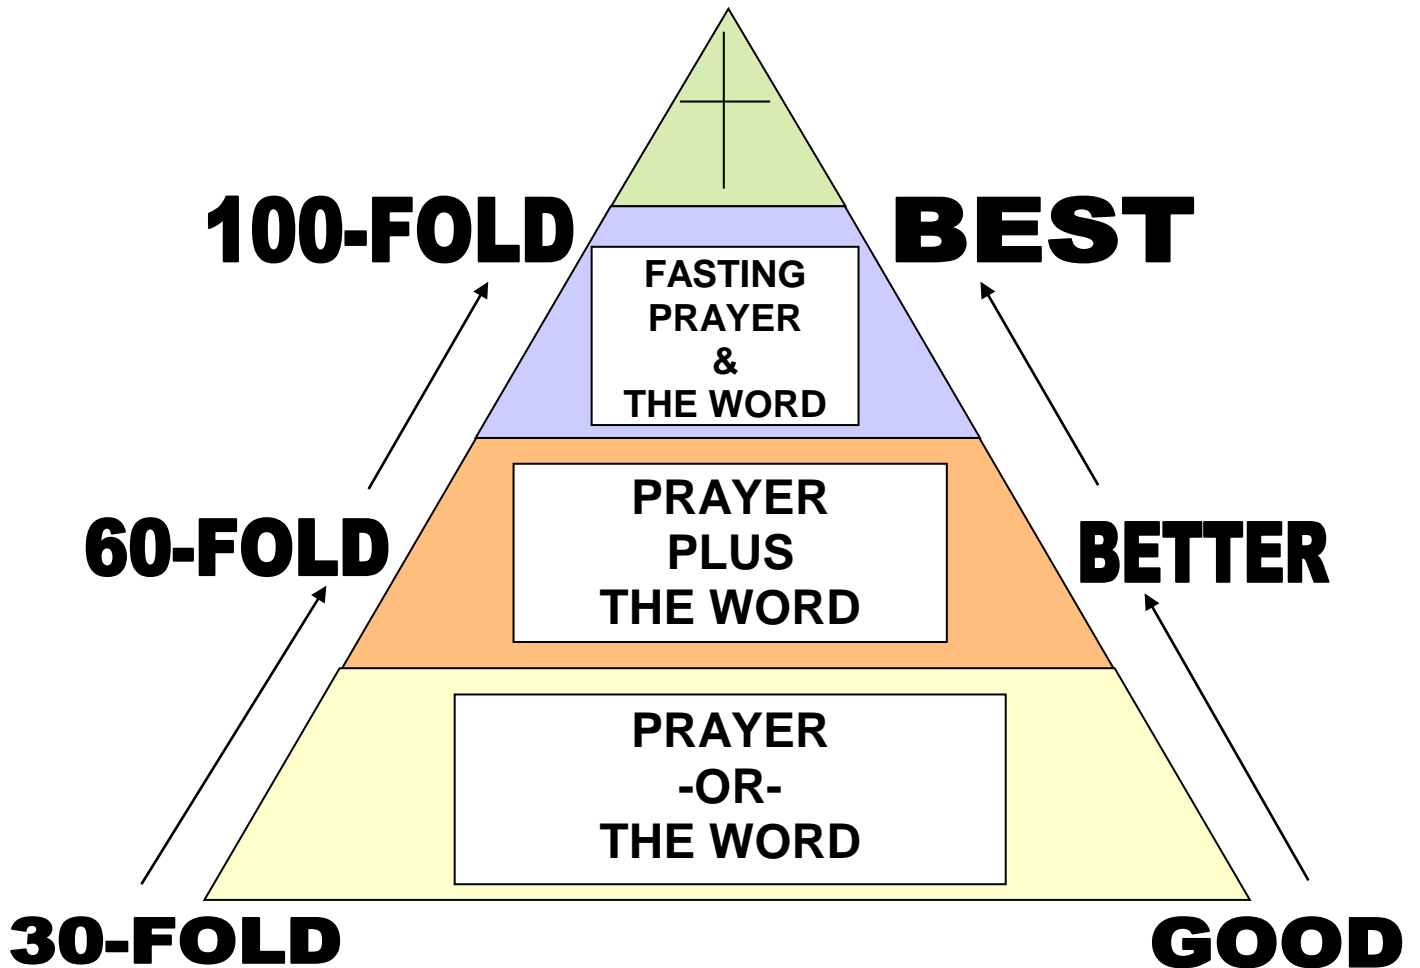 100-FOLD
BEST
FASTING
PRAYER
&
THE WORD
60-FOLD
BETTER
PRAYER
PLUS
THE WORD
PRAYER
-OR-
THE WORD
30-FOLD
GOOD